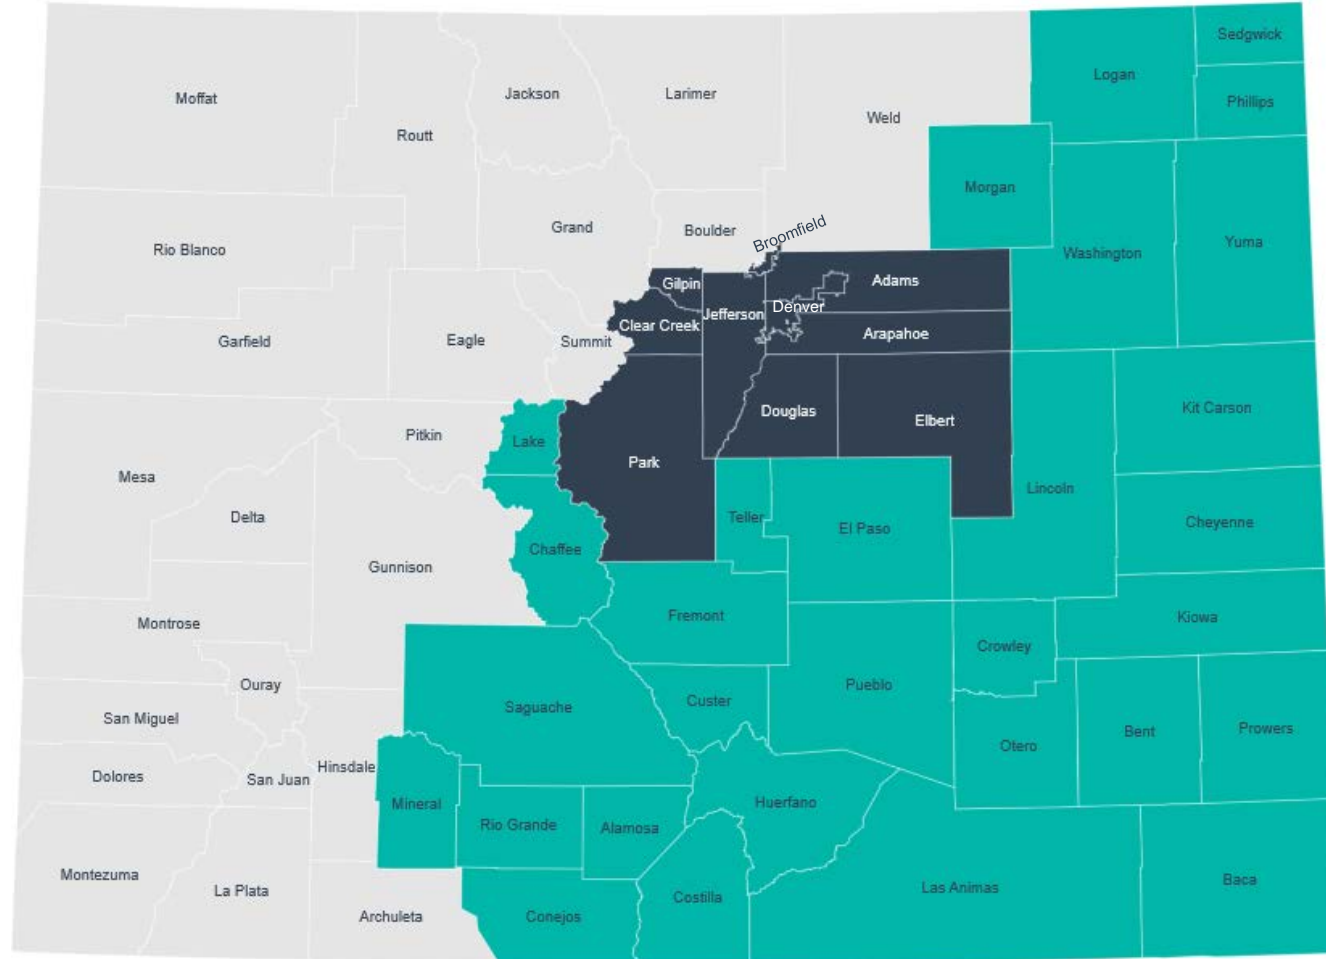 Sedgwick
Logan
Moffat
Jackson
Larimer
Phillips
Weld
Routt
Morgan
Grand
Boulder
Broomfield
Rio Blanco
Washington
Yuma
Gilpin
Adams
Denver
Jefferson
Clear Creek
Arapahoe
Garfield
Eagle
Summit
Kit Carson
Douglas
Elbert
Pitkin
Lake
Park
Mesa
Lincoln
Delta
Teller
El Paso
Cheyenne
Chaffee
Gunnison
Fremont
Kiowa
Montrose
Crowley
Ouray
Pueblo
Custer
Saguache
San Miguel
Prowers
Bent
Otero
Hinsdale
Dolores
San Juan
Mineral
Huerfano
Rio Grande
Alamosa
Montezuma
Baca
La Plata
Las Animas
Costilla
Archuleta
Conejos